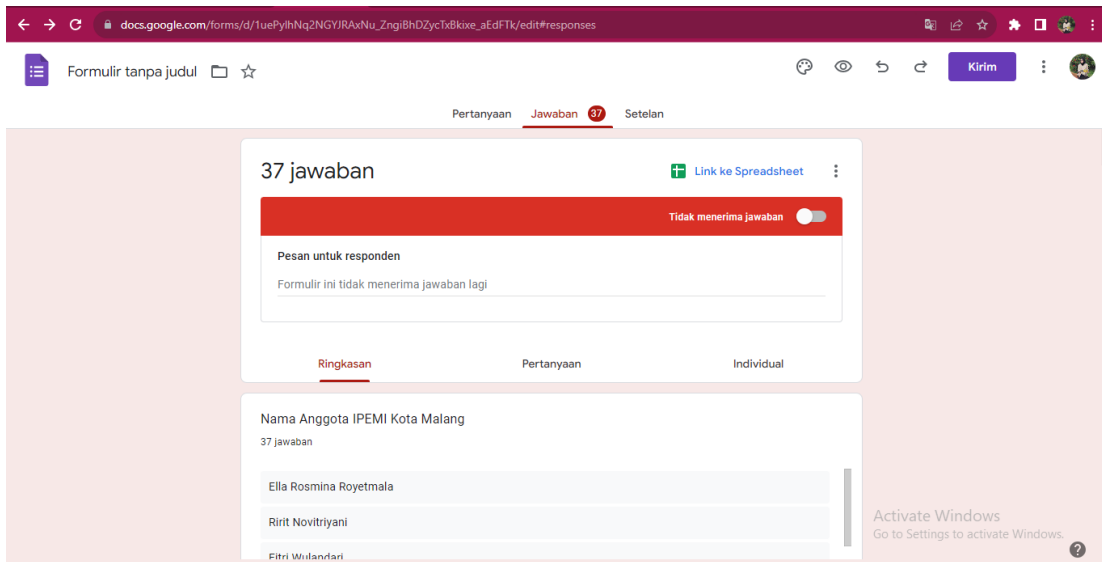 docs.google.com/forms/d/1uePyIhNq2NGYJRAxNu_ZngiBhDZycTxBkixe_aEdFTk/edit#responses
Formulir tanpa judul
Kirim
Pertanyaan Jawaban 37 Setelan
37 jawaban
Link ke Spreadsheet
Tidak menerima jawaban
Pesan untuk responden
Formulir ini tidak menerima jawaban lagi
Ringkasan Pertanyaan Individual
Nama Anggota IPEMI Kota Malang
37 jawaban
Ella Rosmina Royetmala
Ririt Novitriyani
Fitri Wulandari
Activate Windows
Go to Settings to activate Windows.